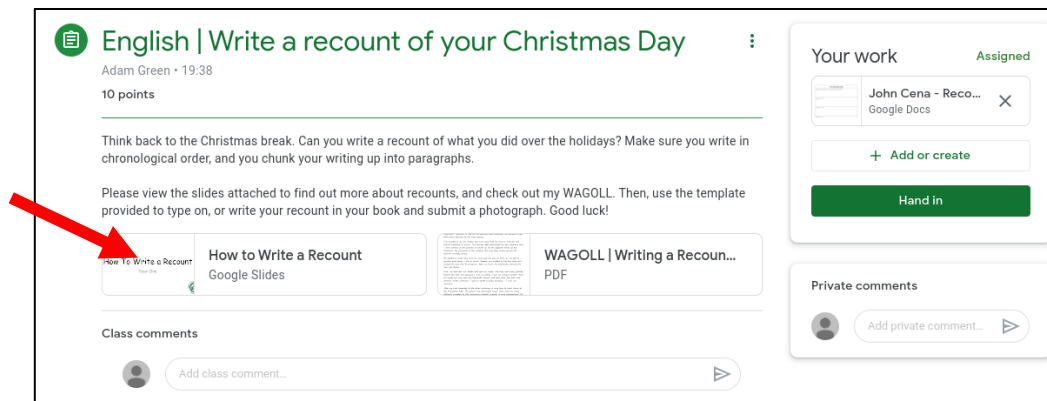 English | Write a recount of your Christmas Day
Adam Green • 19:38
10 points
Think back to the Christmas break. Can you write a recount of what you did over the holidays? Make sure you write in
chronological order, and you chunk your writing up into paragraphs.
Please view the slides attached to find out more about recounts, and check out my WAGOLL. Then, use the template
provided to type on, or write your recount in your book and submit a photograph. Good luck!
How To Write a Recount
How to Write a Recount
Google Slides
WAGOLL | Writing a Recoun...
PDF
Class comments
Add class comment...
Your work
Assigned
John Cena - Reco...
Google Docs
+ Add or create
Hand in
Private comments
Add private comment...